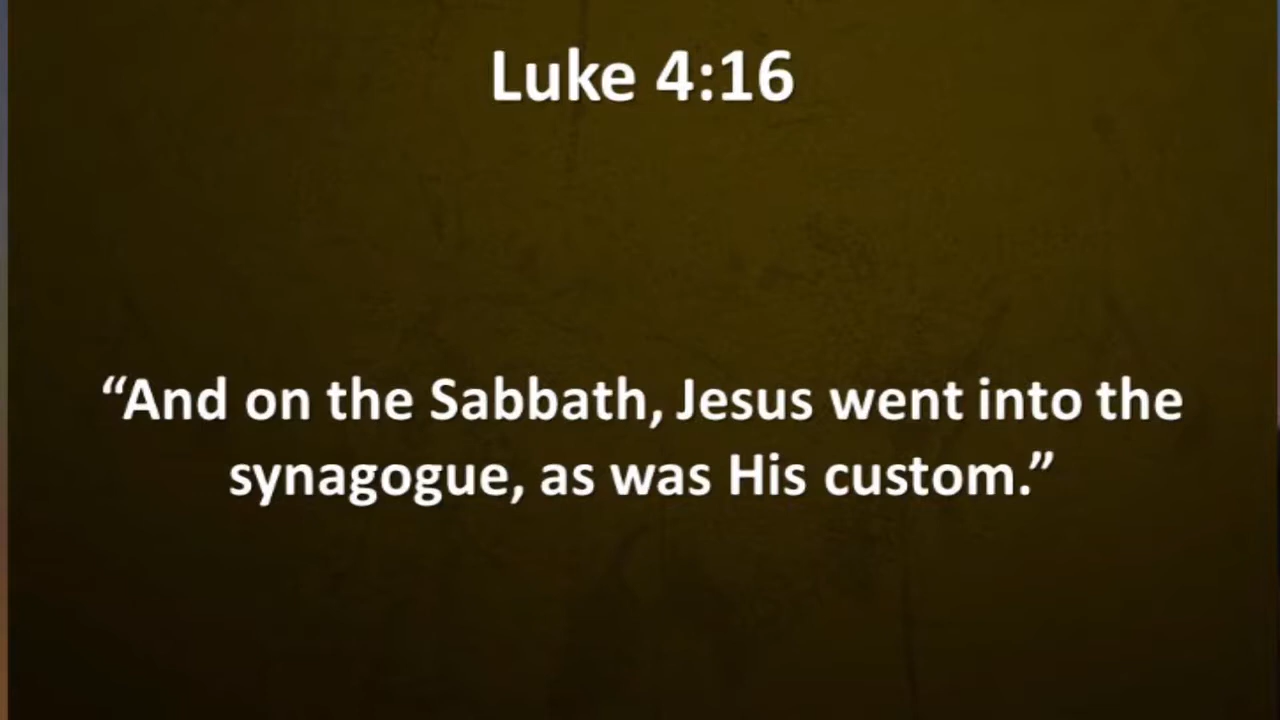 Luke 4:16
“And on the Sabbath, Jesus went into the
synagogue, as was His custom.”